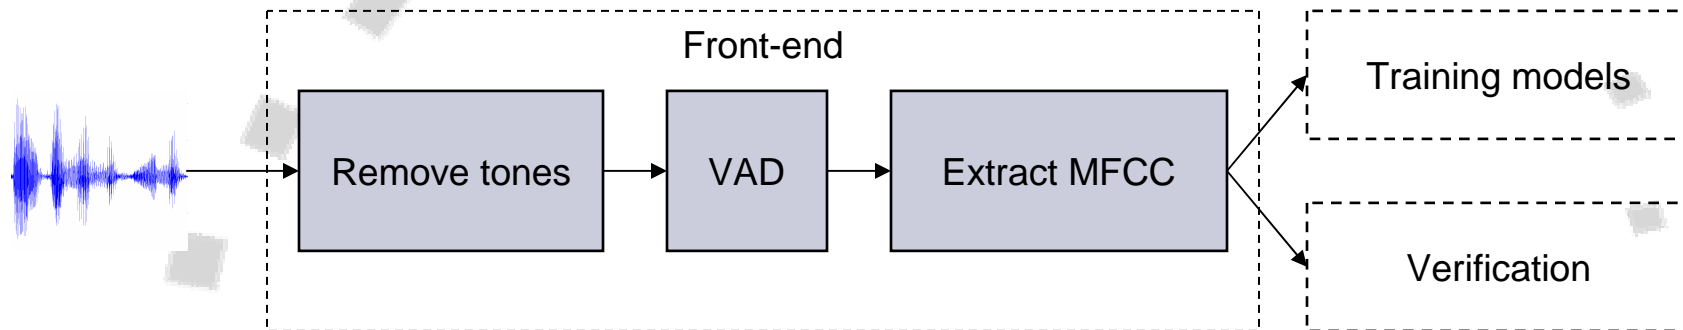 Front-end
Remove tones
VAD
Extract MFCC
Training models
Verification